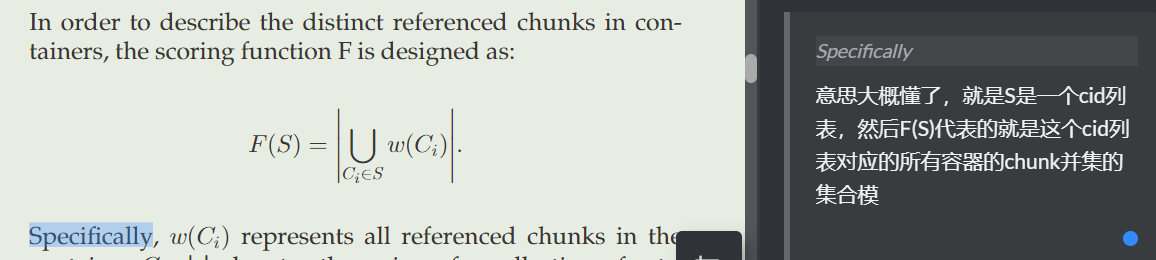 In order to describe the distinct referenced chunks in con-
tainers, the scoring function F is designed as:
F(S) = |⋃_{C_i∈S} w(C_i)|.
Specifically, w(C_i) represents all referenced chunks in the
Specifically
意思大概懂了，就是S是一个cid列
表，然后F(S)代表的就是这个cid列
表对应的所有容器的chunk并集的
集合模